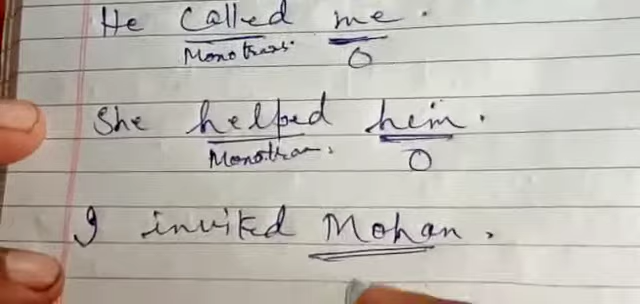 He called me.
Monotrans. O
She helped him.
Monotran. O
I invited Mohan.